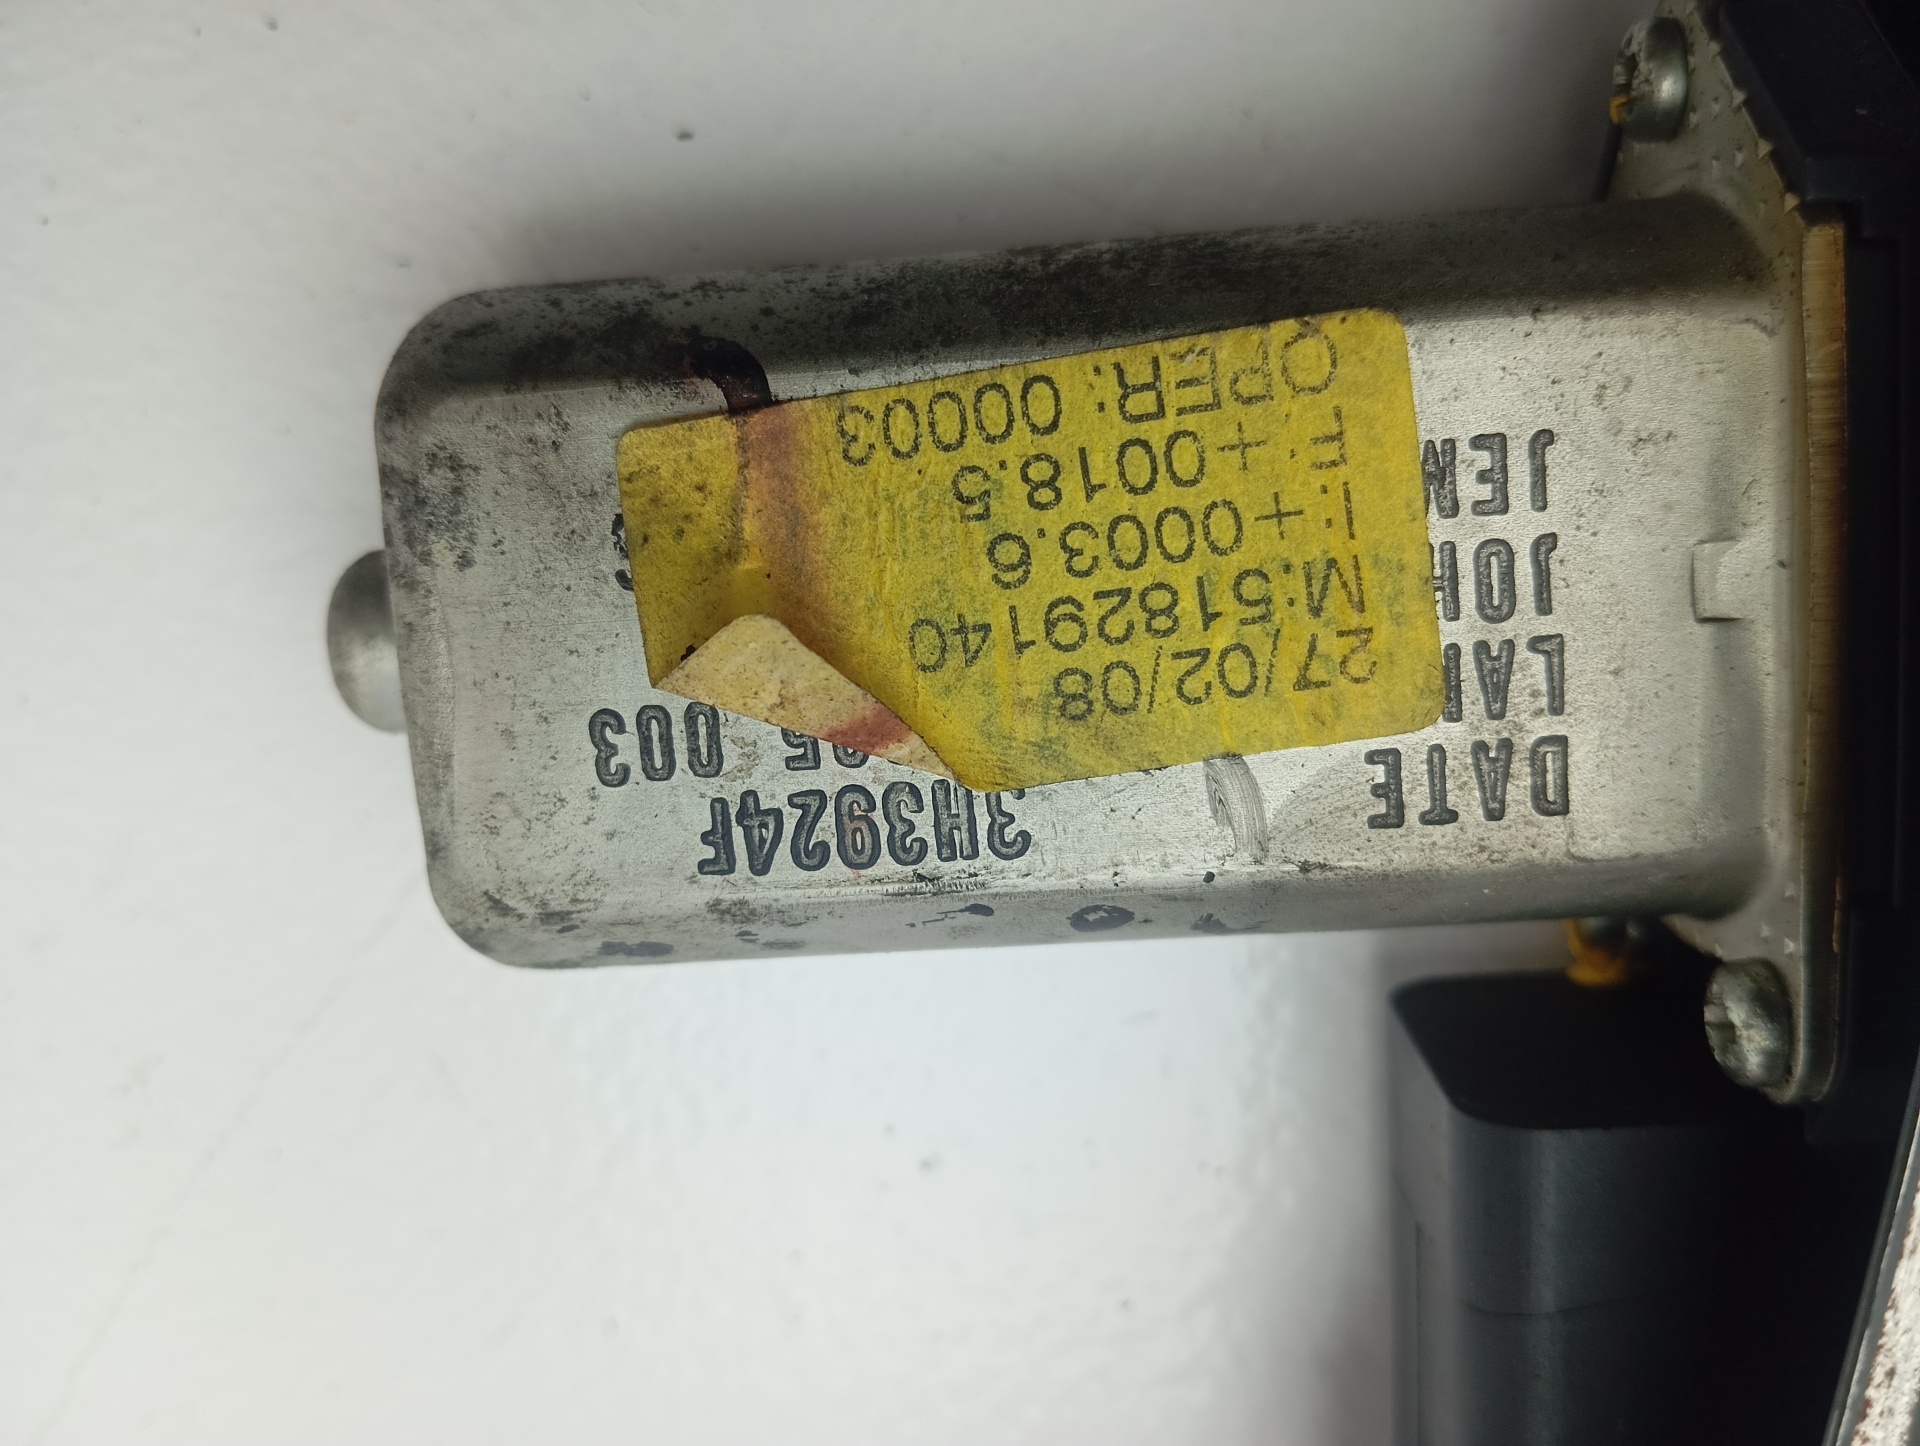 DATE 3H3924F
003
27/02/08
M:51829140
I:+0003.6
F:+0018.5
OPER: 00003